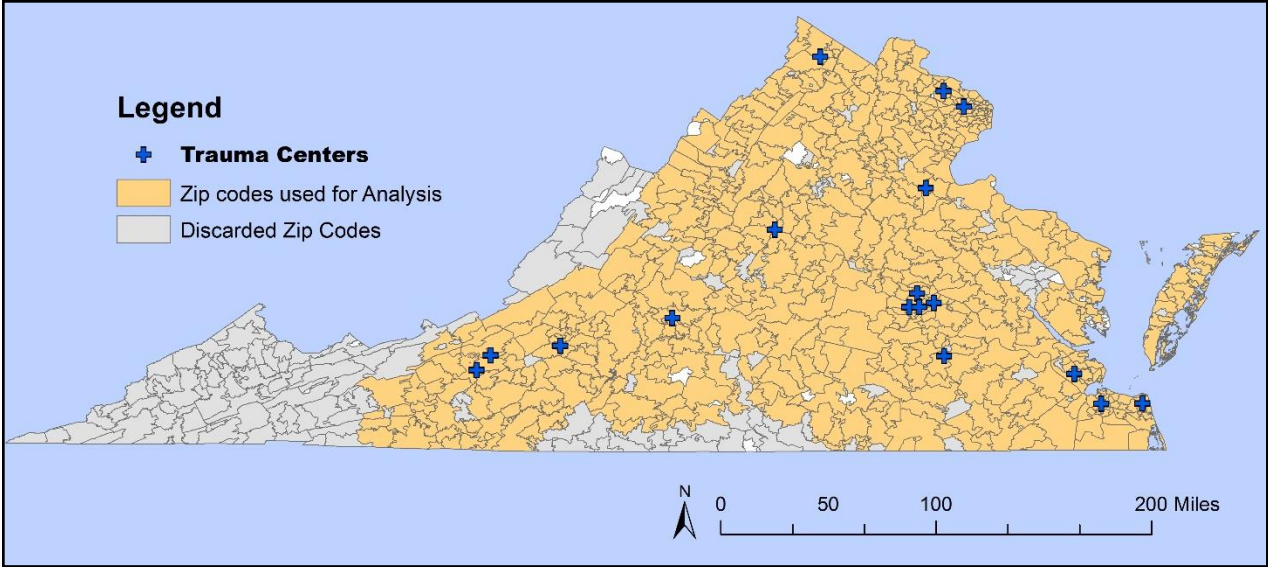 Legend
Trauma Centers
Zip codes used for Analysis
Discarded Zip Codes
N
0 50 100 200 Miles